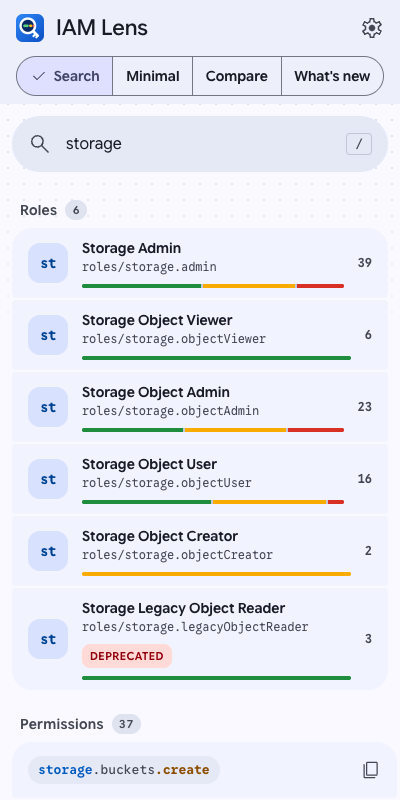 IAM Lens
Search Minimal Compare What's new
storage /
Roles 6
st
Storage Admin
roles/storage.admin
39
st
Storage Object Viewer
roles/storage.objectViewer
6
st
Storage Object Admin
roles/storage.objectAdmin
23
st
Storage Object User
roles/storage.objectUser
16
st
Storage Object Creator
roles/storage.objectCreator
2
st
Storage Legacy Object Reader
roles/storage.legacyObjectReader
DEPRECATED
3
Permissions 37
storage.buckets.create